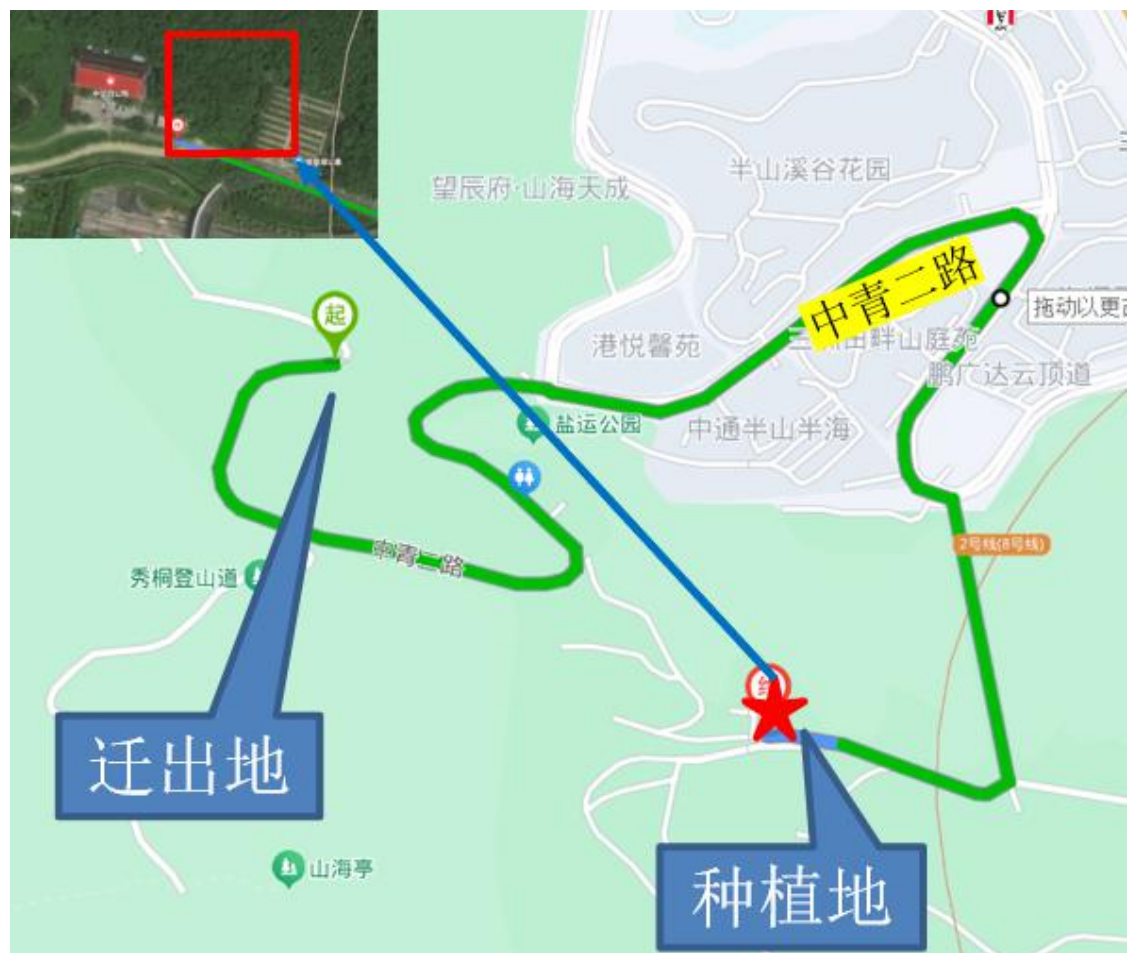 半山溪谷花园
望辰府·山海天成
中青二路
起
拖动以更
港悦馨苑
鹏广达云顶道
盐运公园
中通半山半海
2号线(8号线)
中青二路
秀桐登山道
迁出地
种植地
山海亭